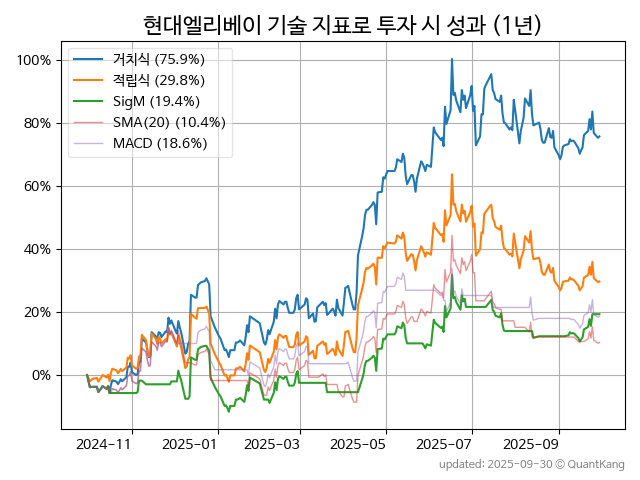 현대엘리베이 기술 지표로 투자 시 성과 (1년)
100%
80%
60%
40%
20%
0%
거치식 (75.9%)
적립식 (29.8%)
SigM (19.4%)
SMA(20) (10.4%)
MACD (18.6%)
2024-11 2025-01 2025-03 2025-05 2025-07 2025-09
updated: 2025-09-30 © QuantKang